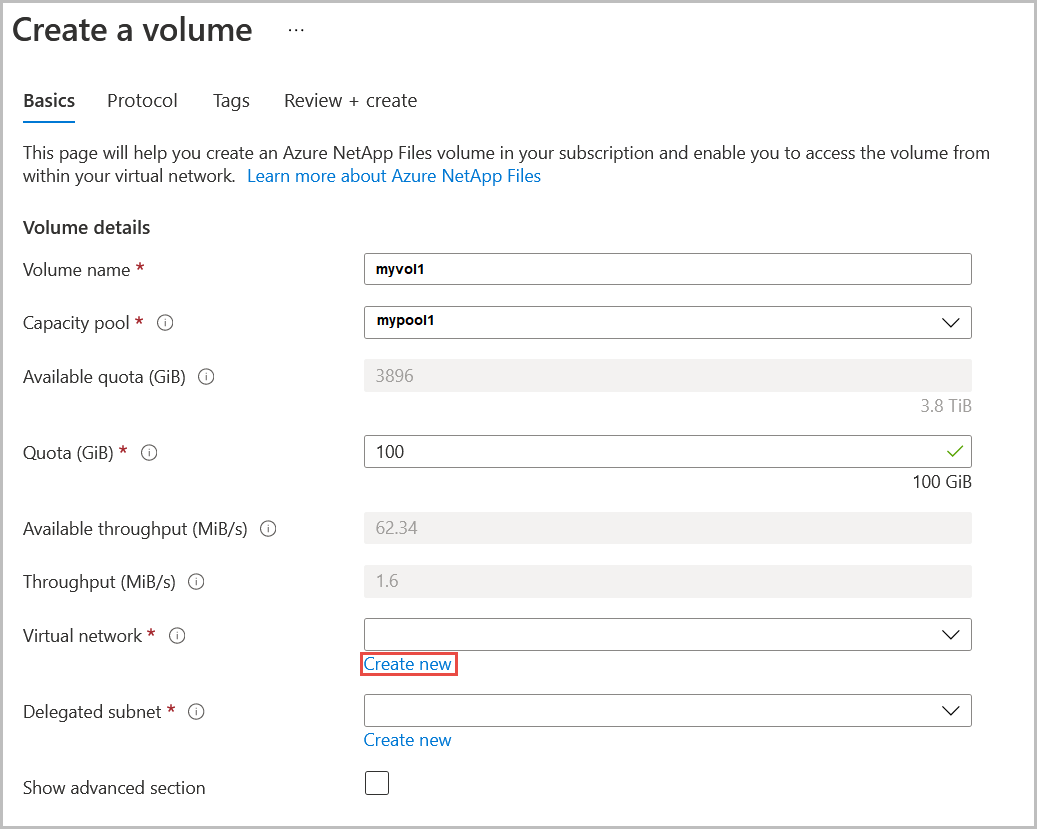 Create a volume ...
Basics Protocol Tags Review + create
This page will help you create an Azure NetApp Files volume in your subscription and enable you to access the volume from
within your virtual network. Learn more about Azure NetApp Files
Volume details
Volume name * myvol1
Capacity pool * mypool1
Available quota (GiB) 3896
3.8 TiB
Quota (GiB) * 100
100 GiB
Available throughput (MiB/s) 62.34
Throughput (MiB/s) 1.6
Virtual network *
Create new
Delegated subnet *
Create new
Show advanced section